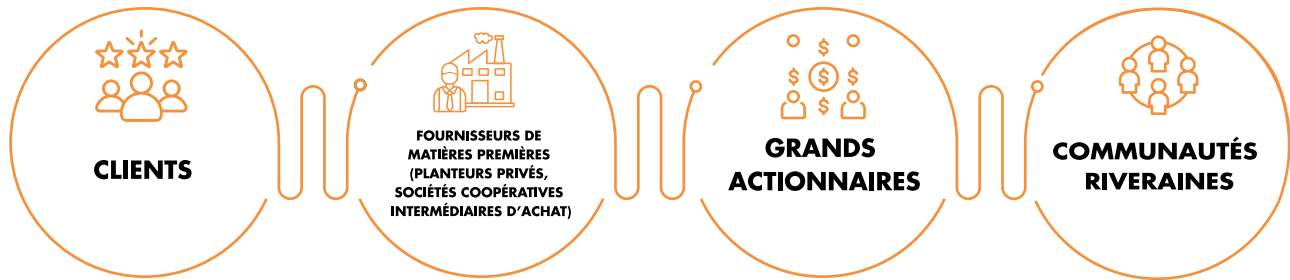 CLIENTS
FOURNISSEURS DE
MATIÈRES PREMIÈRES
(PLANTEURS PRIVÉS,
SOCIÉTÉS COOPÉRATIVES
INTERMÉDIAIRES D'ACHAT)
GRANDS
ACTIONNAIRES
COMMUNAUTÉS
RIVERAINES